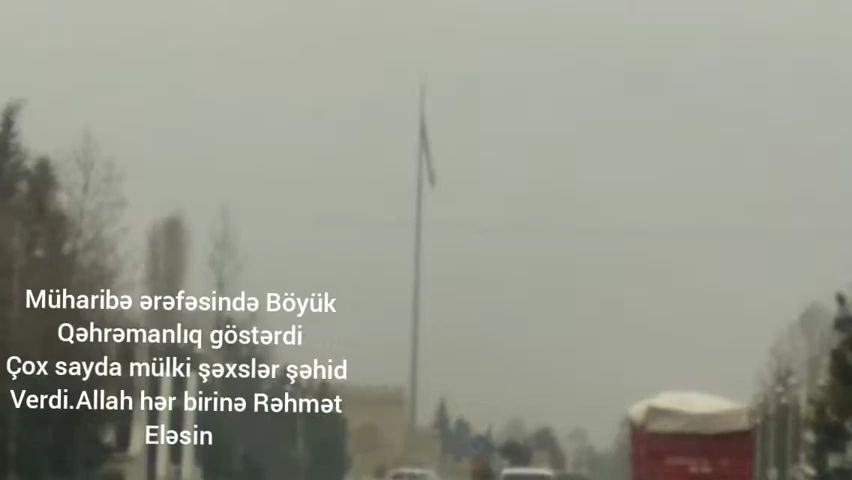 Müharibə ərəfəsində Böyük
Qəhrəmanlıq göstərdi
Çox sayda mülki şəxslər şəhid
Verdi.Allah hər birinə Rəhmət
Eləsin